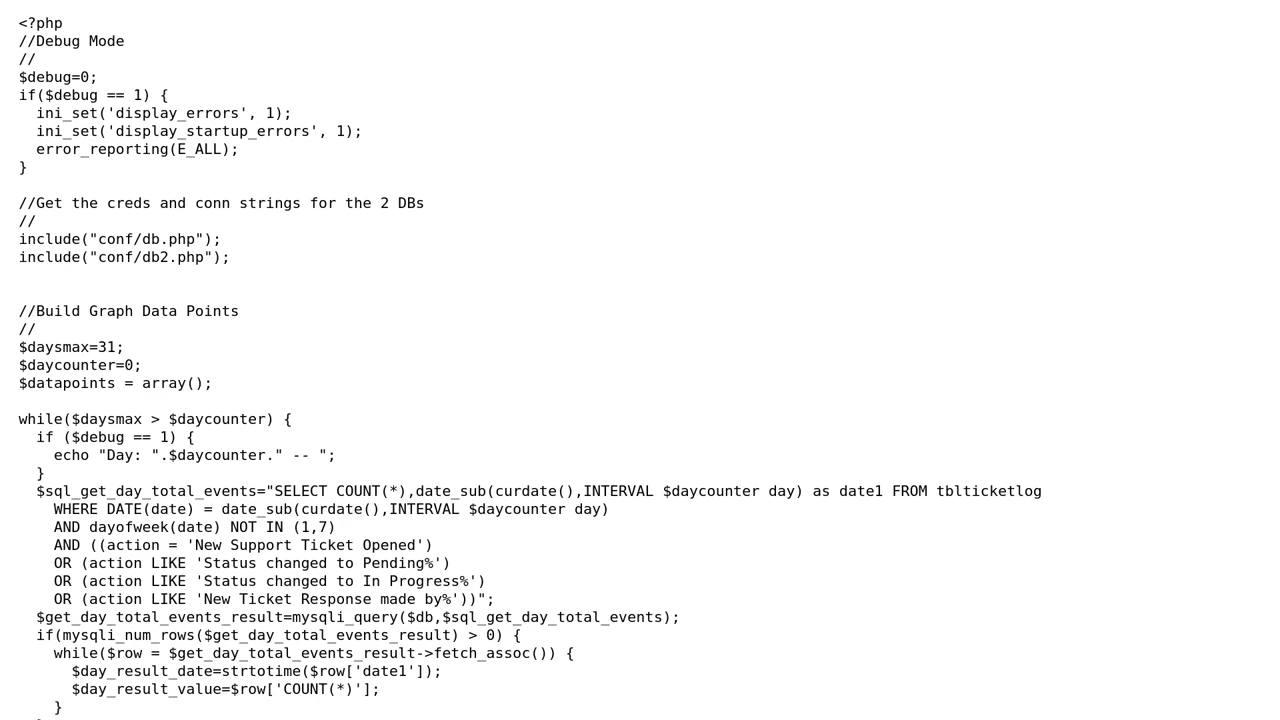 <?php
//Debug Mode
//
$debug=0;
if($debug == 1) {
  ini_set('display_errors', 1);
  ini_set('display_startup_errors', 1);
  error_reporting(E_ALL);
}

//Get the creds and conn strings for the 2 DBs
//
include("conf/db.php");
include("conf/db2.php");


//Build Graph Data Points
//
$daysmax=31;
$daycounter=0;
$datapoints = array();

while($daysmax > $daycounter) {
  if ($debug == 1) {
    echo "Day: ".$daycounter." -- ";
  }
  $sql_get_day_total_events="SELECT COUNT(*),date_sub(curdate(),INTERVAL $daycounter day) as date1 FROM tblticketlog
    WHERE DATE(date) = date_sub(curdate(),INTERVAL $daycounter day)
    AND dayofweek(date) NOT IN (1,7)
    AND ((action = 'New Support Ticket Opened')
    OR (action LIKE 'Status changed to Pending%')
    OR (action LIKE 'Status changed to In Progress%')
    OR (action LIKE 'New Ticket Response made by%'))";
  $get_day_total_events_result=mysqli_query($db,$sql_get_day_total_events);
  if(mysqli_num_rows($get_day_total_events_result) > 0) {
    while($row = $get_day_total_events_result->fetch_assoc()) {
      $day_result_date=strtotime($row['date1']);
      $day_result_value=$row['COUNT(*)'];
    }